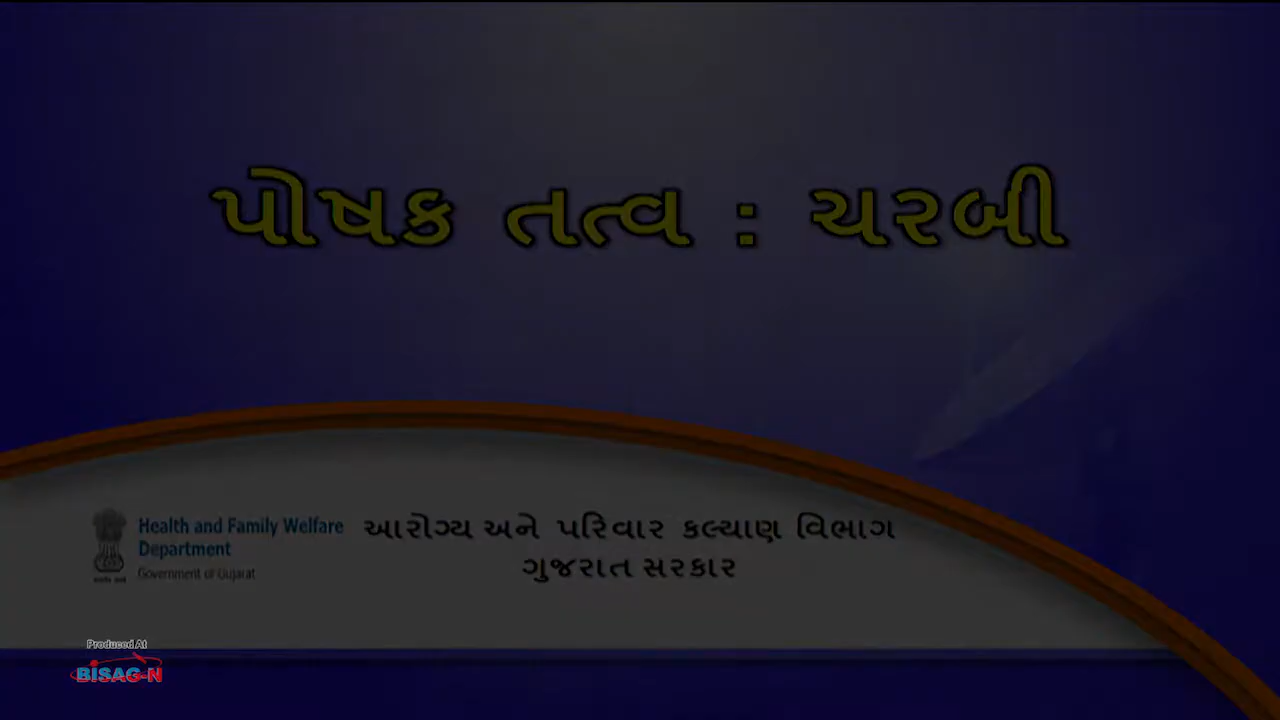 પોષક તત્વ : ચરબી
Health and Family Welfare
Department
Government of Gujarat
આરોગ્ય અને પરિવાર કલ્યાણ વિભાગ
ગુજરાત સરકાર
Produced At
BISAG-N